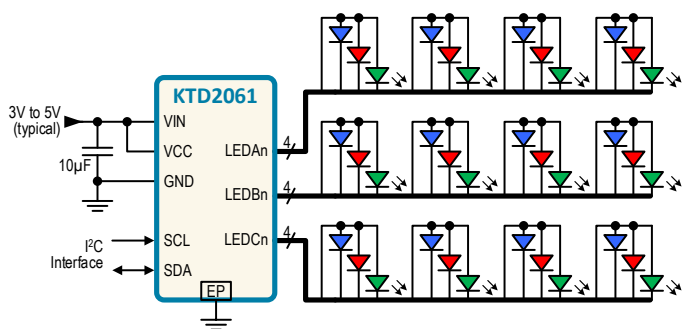 KTD2061
3V to 5V
(typical)
VIN
VCC
10µF
GND
LEDAn
4
LEDBn
4
LEDCn
4
I²C
Interface
SCL
SDA
EP